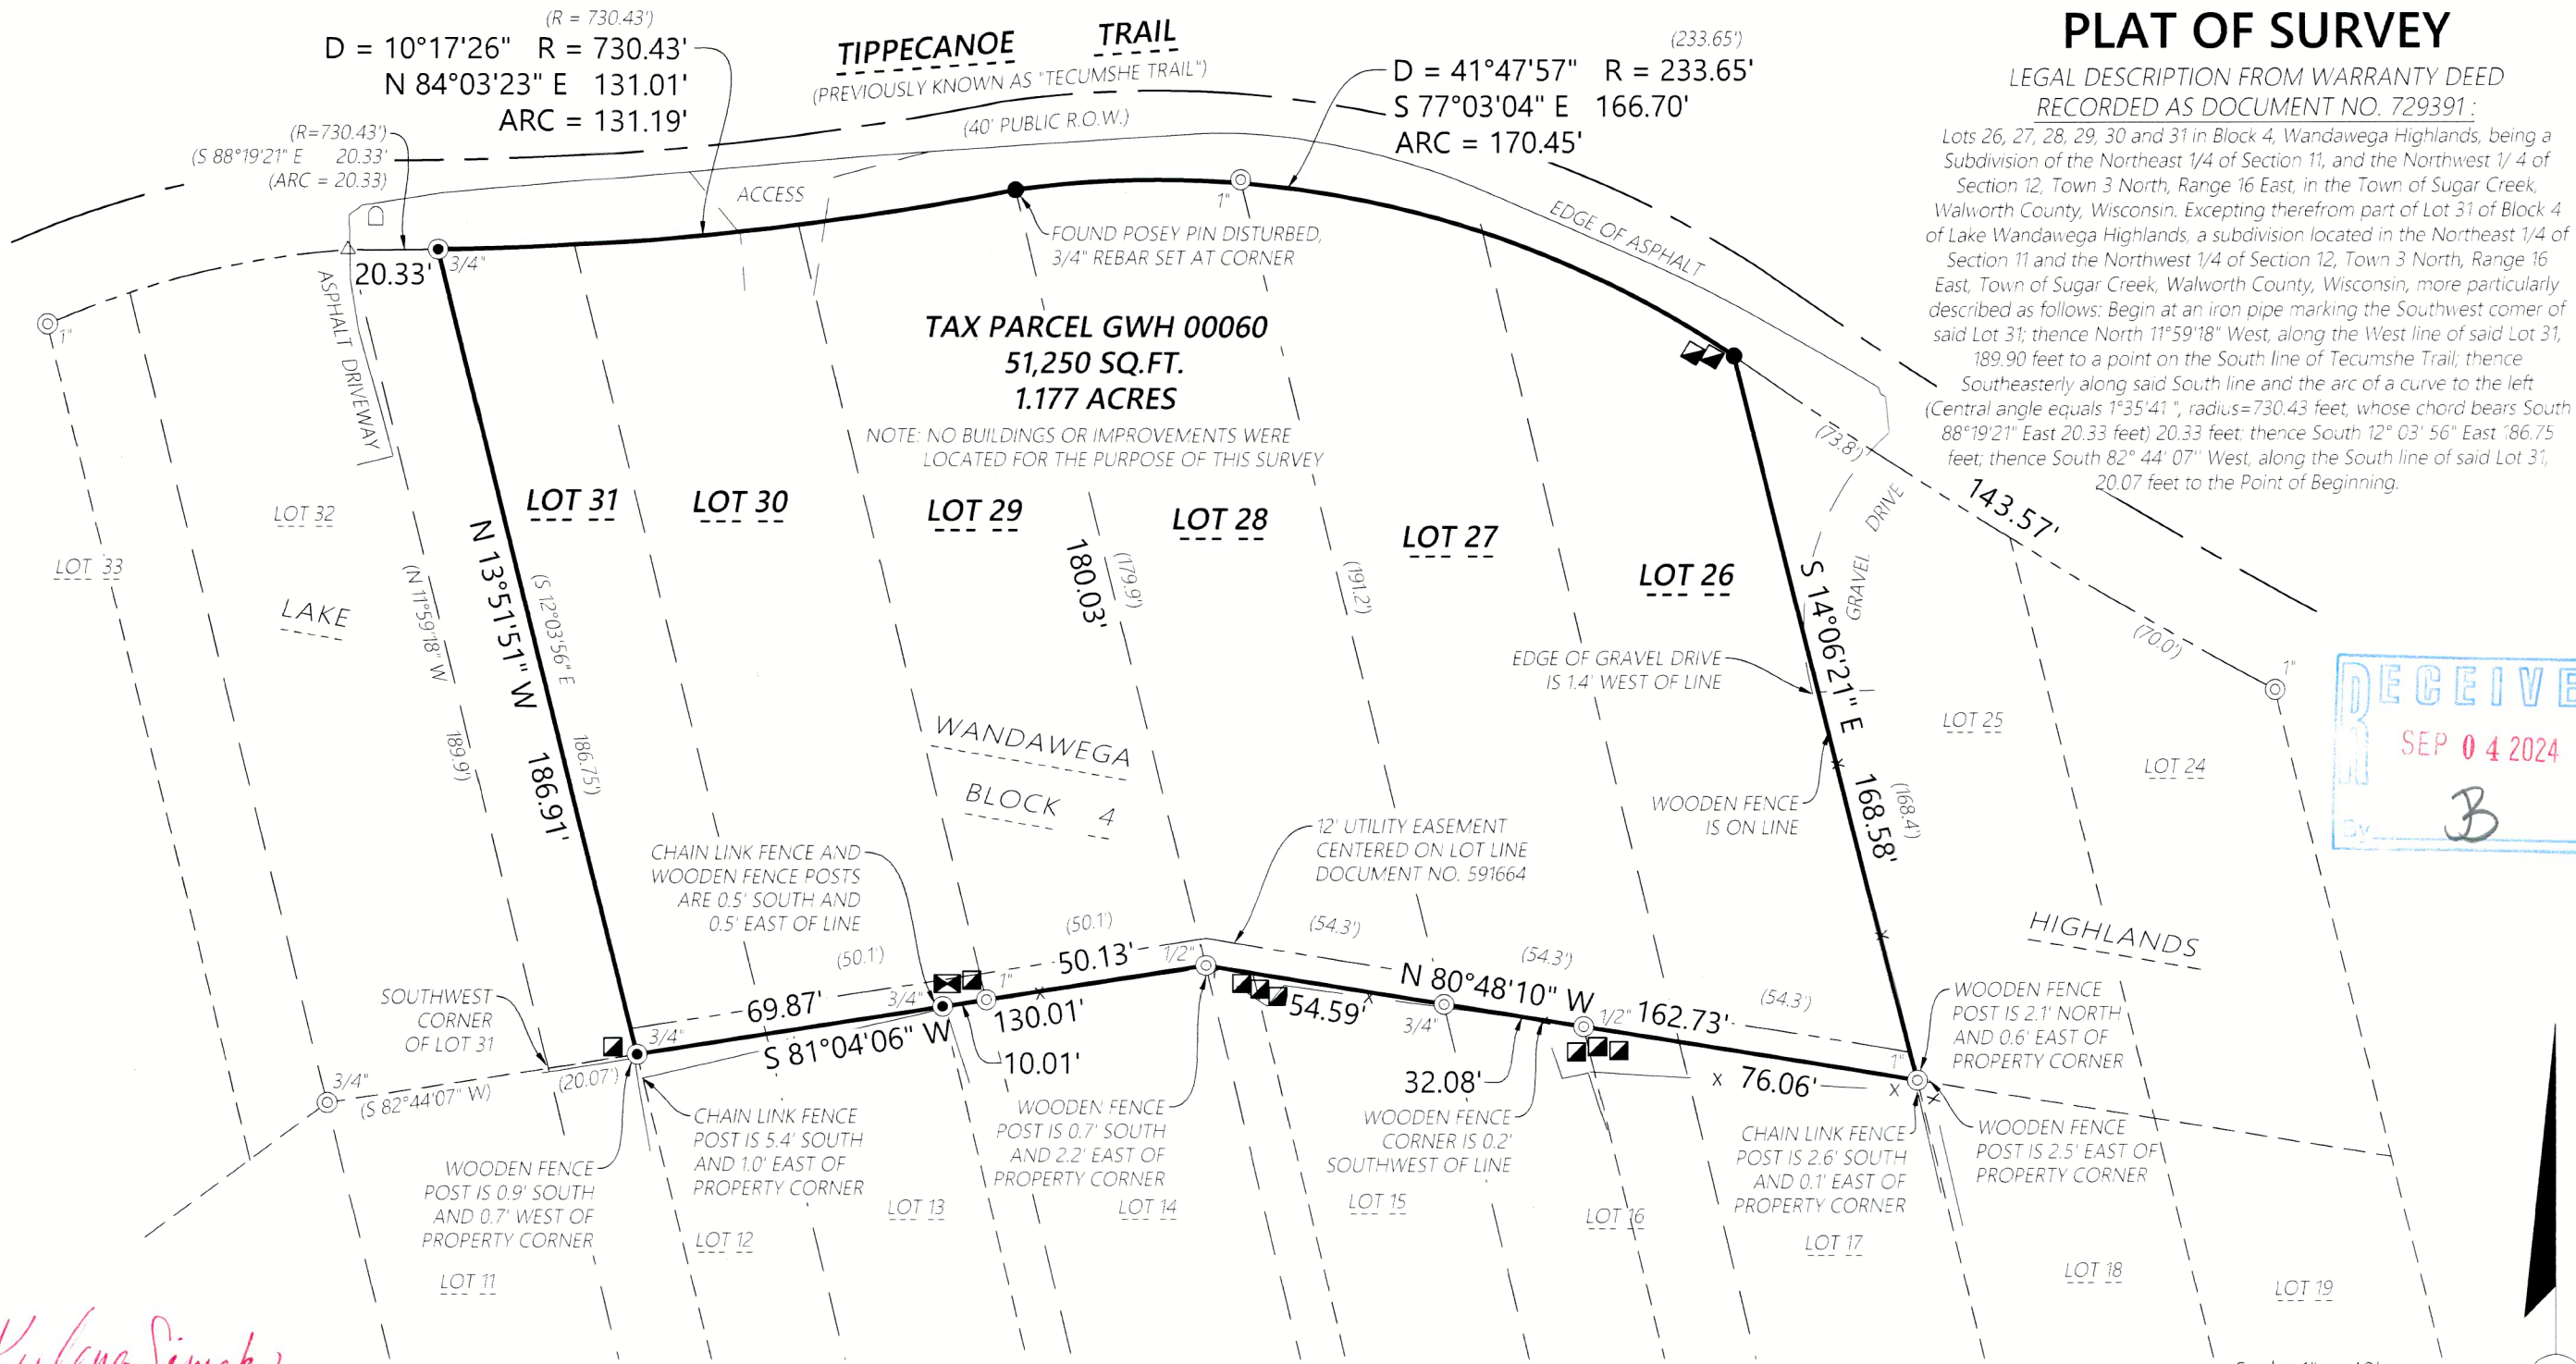 PLAT OF SURVEY
LEGAL DESCRIPTION FROM WARRANTY DEED
RECORDED AS DOCUMENT NO. 729391 :
Lots 26, 27, 28, 29, 30 and 31 in Block 4, Wandawega Highlands, being a
Subdivision of the Northeast 1/4 of Section 11, and the Northwest 1/ 4 of
Section 12, Town 3 North, Range 16 East, in the Town of Sugar Creek,
Walworth County, Wisconsin. Excepting therefrom part of Lot 31 of Block 4
of Lake Wandawega Highlands, a subdivision located in the Northeast 1/4 of
Section 11 and the Northwest 1/4 of Section 12, Town 3 North, Range 16
East, Town of Sugar Creek, Walworth County, Wisconsin, more particularly
described as follows: Begin at an iron pipe marking the Southwest comer of
said Lot 31; thence North 11°59'18" West, along the West line of said Lot 31,
189.90 feet to a point on the South line of Tecumshe Trail; thence
Southeasterly along said South line and the arc of a curve to the left
(Central angle equals 1°35'41 ", radius=730.43 feet, whose chord bears South
88°19'21" East 20.33 feet) 20.33 feet; thence South 12° 03' 56" East 186.75
feet; thence South 82° 44' 07" West, along the South line of said Lot 31,
20.07 feet to the Point of Beginning.
(R = 730.43')
D = 10°17'26" R = 730.43'
N 84°03'23" E 131.01'
ARC = 131.19'
TIPPECANOE TRAIL
(PREVIOUSLY KNOWN AS "TECUMSHE TRAIL")
(40' PUBLIC R.O.W.)
(233.65')
D = 41°47'57" R = 233.65'
S 77°03'04" E 166.70'
ARC = 170.45'
(R=730.43')
(S 88°19'21" E 20.33'
(ARC = 20.33)
ACCESS
1"
EDGE OF ASPHALT
FOUND POSEY PIN DISTURBED,
3/4" REBAR SET AT CORNER
20.33'
3/4"
1"
ASPHALT DRIVEWAY
TAX PARCEL GWH 00060
51,250 SQ.FT.
1.177 ACRES
NOTE: NO BUILDINGS OR IMPROVEMENTS WERE
LOCATED FOR THE PURPOSE OF THIS SURVEY
(73.8')
143.57'
(70.0')
1"
GRAVEL DRIVE
LOT 33
LOT 32
LOT 31
LOT 30
LOT 29
LOT 28
LOT 27
LOT 26
LOT 25
LOT 24
LAKE
(N 11°59'18" W 189.9')
N 13°51'51" W 186.91'
(S 12°03'56" E 186.75')
180.03'
(179.9')
(191.2')
S 14°06'21" E 168.58'
(168.4')
EDGE OF GRAVEL DRIVE
IS 1.4' WEST OF LINE
WOODEN FENCE
IS ON LINE
WANDAWEGA
BLOCK 4
HIGHLANDS
RECEIVE
SEP 04 2024
By B
CHAIN LINK FENCE AND
WOODEN FENCE POSTS
ARE 0.5' SOUTH AND
0.5' EAST OF LINE
12' UTILITY EASEMENT
CENTERED ON LOT LINE
DOCUMENT NO. 591664
(50.1')
(50.1')
(54.3')
(54.3')
(54.3')
SOUTHWEST
CORNER
OF LOT 31
3/4"
(S 82°44'07" W)
(20.07')
3/4"
69.87'
S 81°04'06" W
3/4"
1"
10.01'
130.01'
50.13'
1/2"
54.59'
3/4"
N 80°48'10" W
32.08'
1/2"
162.73'
76.06'
1"
WOODEN FENCE
POST IS 2.1' NORTH
AND 0.6' EAST OF
PROPERTY CORNER
WOODEN FENCE
POST IS 0.9' SOUTH
AND 0.7' WEST OF
PROPERTY CORNER
CHAIN LINK FENCE
POST IS 5.4' SOUTH
AND 1.0' EAST OF
PROPERTY CORNER
WOODEN FENCE
POST IS 0.7' SOUTH
AND 2.2' EAST OF
PROPERTY CORNER
WOODEN FENCE
CORNER IS 0.2'
SOUTHWEST OF LINE
CHAIN LINK FENCE
POST IS 2.6' SOUTH
AND 0.1' EAST OF
PROPERTY CORNER
WOODEN FENCE
POST IS 2.5' EAST OF
PROPERTY CORNER
LOT 11
LOT 12
LOT 13
LOT 14
LOT 15
LOT 16
LOT 17
LOT 18
LOT 19